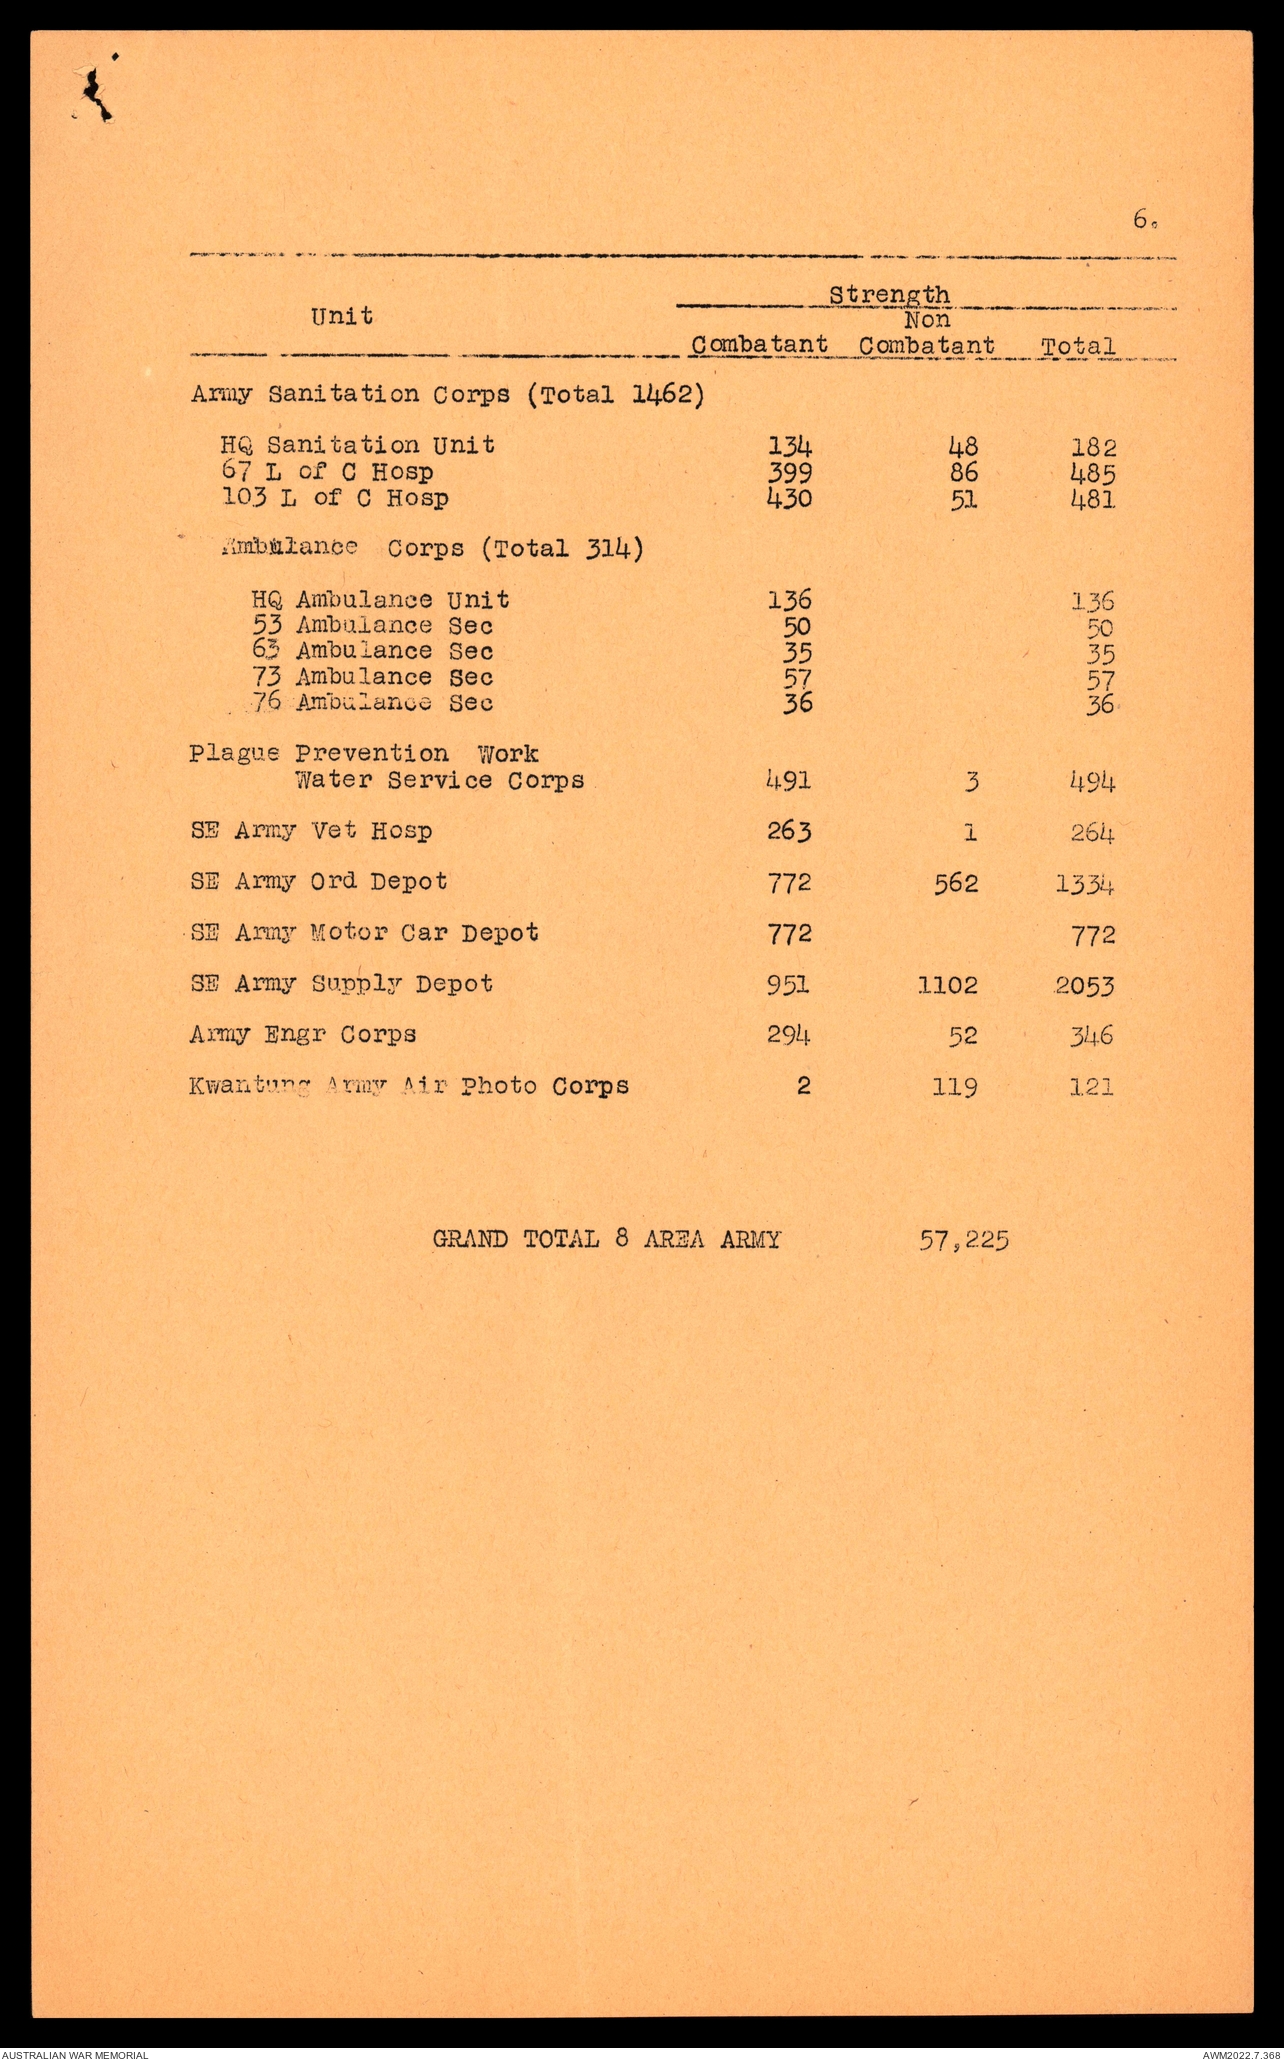 6.
Strength
Unit
Non
Combatant Combatant Total
Army Sanitation Corps (Total 1462)
HQ Sanitation Unit 134 48 182
67 L of C Hosp 399 86 485
103 L of C Hosp 430 51 481
Ambulance Corps (Total 314)
HQ Ambulance Unit 136 136
53 Ambulance Sec 50 50
63 Ambulance Sec 35 35
73 Ambulance Sec 57 57
76 Ambulance Sec 36 36
Plague Prevention Work
Water Service Corps 491 3 494
SE Army Vet Hosp 263 1 264
SE Army Ord Depot 772 562 1334
SE Army Motor Car Depot 772 772
SE Army Supply Depot 951 1102 2053
Army Engr Corps 294 52 346
Kwantung Army Air Photo Corps 2 119 121
GRAND TOTAL 8 AREA ARMY 57,225
AUSTRALIAN WAR MEMORIAL AWM2022.7.368